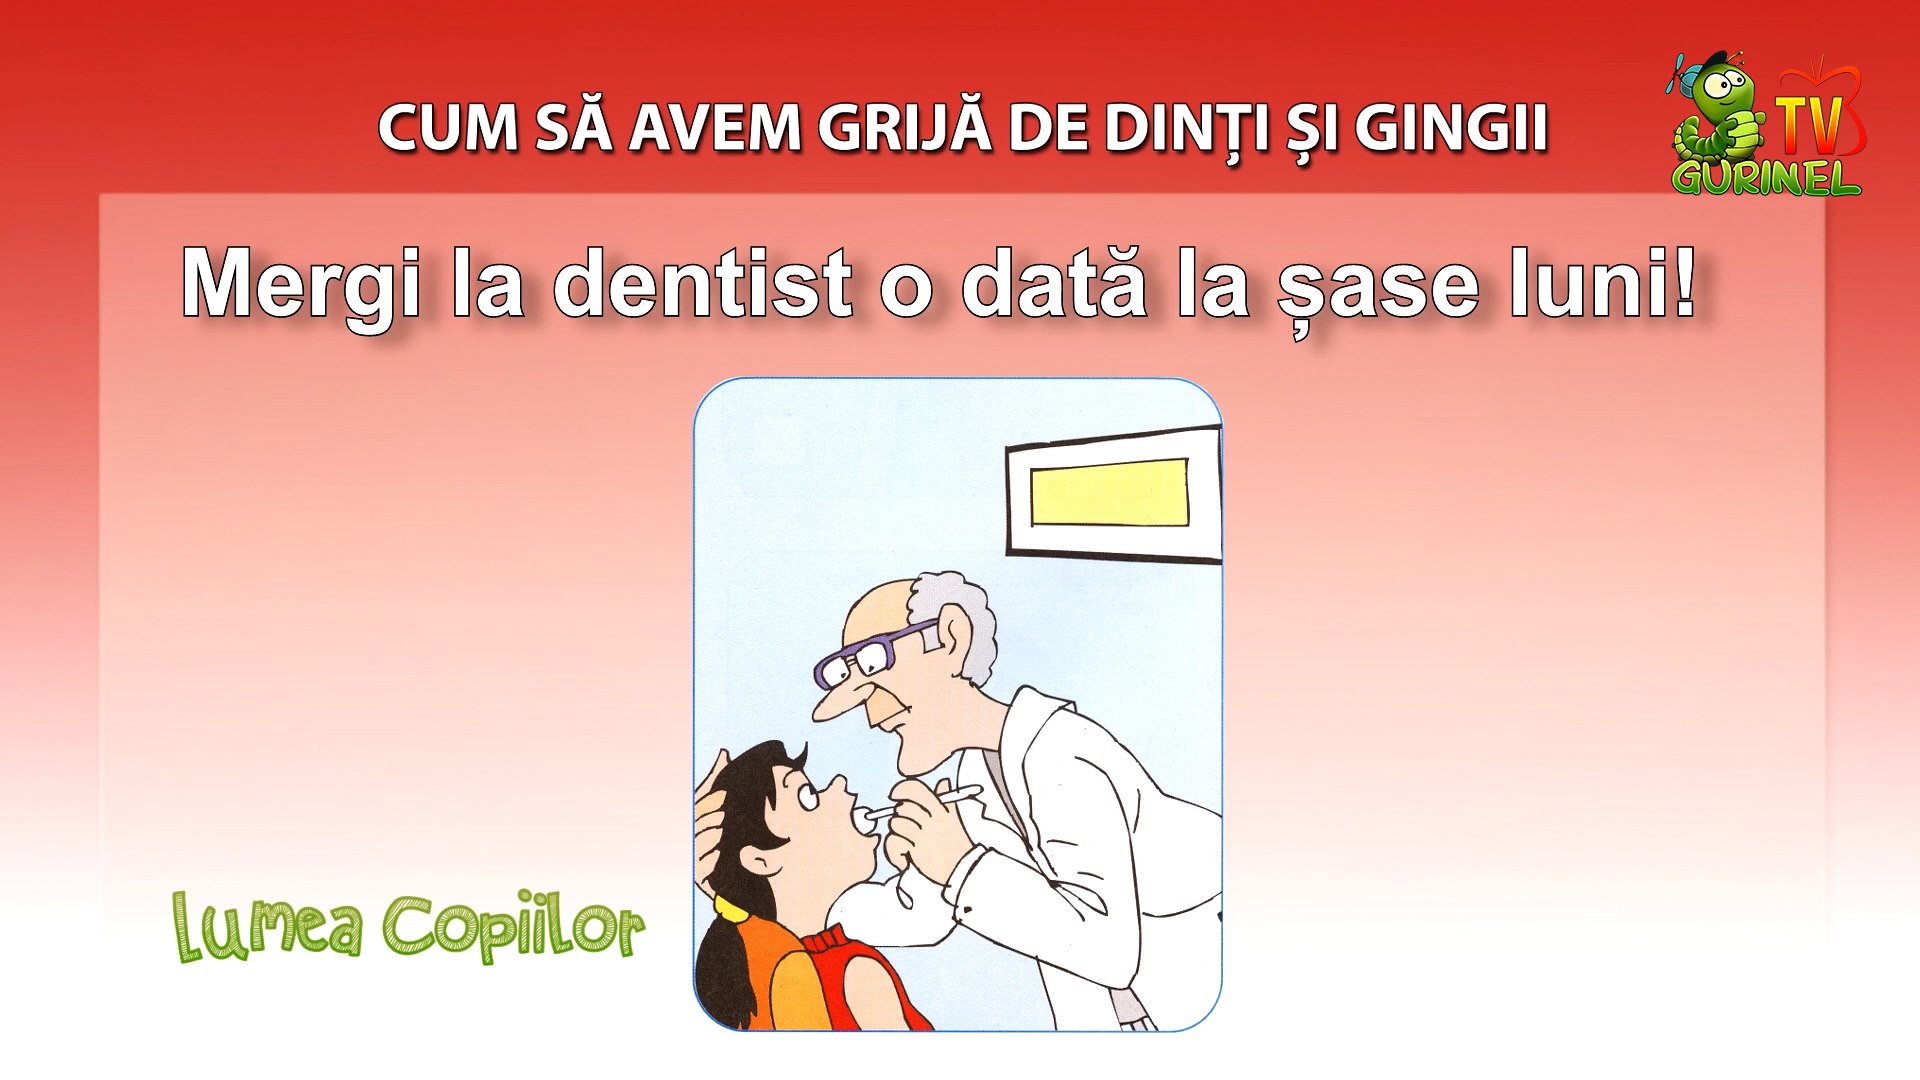 CUM SĂ AVEM GRIJĂ DE DINȚI ȘI GINGII
TV
GURINEL
Mergi la dentist o dată la șase luni!
Lumea Copiilor